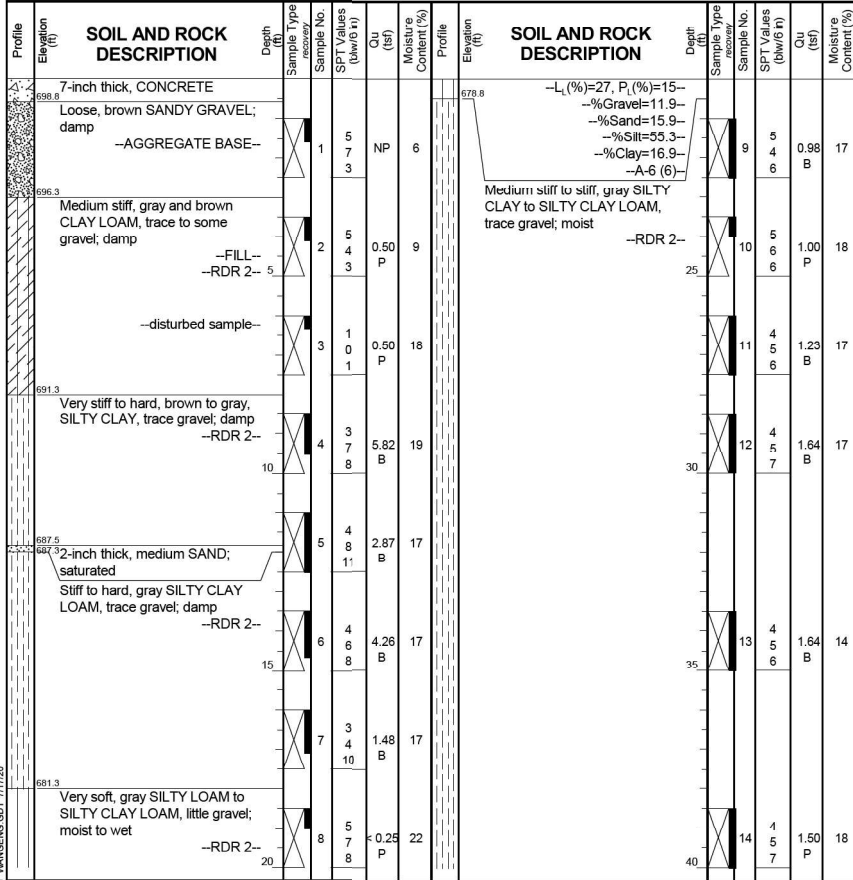 Profile
Elevation (ft)
SOIL AND ROCK DESCRIPTION
Depth (ft)
Sample Type recovery
Sample No.
SPT Values (blw/6 in)
Qu (tsf)
Moisture Content (%)
7-inch thick, CONCRETE
698.8
Loose, brown SANDY GRAVEL;
damp
--AGGREGATE BASE--
1
5
7
3
NP
6
696.3
Medium stiff, gray and brown
CLAY LOAM, trace to some
gravel; damp
--FILL--
--RDR 2--
5
2
5
4
3
0.50
P
9
--disturbed sample--
3
1
0
1
0.50
P
18
691.3
Very stiff to hard, brown to gray,
SILTY CLAY, trace gravel; damp
--RDR 2--
10
4
3
7
8
5.82
B
19
687.5
687.3
2-inch thick, medium SAND;
saturated
5
4
8
11
2.87
B
17
Stiff to hard, gray SILTY CLAY
LOAM, trace gravel; damp
--RDR 2--
15
6
4
6
8
4.26
B
17
7
3
4
10
1.48
B
17
681.3
Very soft, gray SILTY LOAM to
SILTY CLAY LOAM, little gravel;
moist to wet
--RDR 2--
20
8
5
7
8
< 0.25
P
22
Profile
Elevation (ft)
SOIL AND ROCK DESCRIPTION
Depth (ft)
Sample Type recovery
Sample No.
SPT Values (blw/6 in)
Qu (tsf)
Moisture Content (%)
--LL(%)=27, PL(%)=15--
678.8
--%Gravel=11.9--
--%Sand=15.9--
--%Silt=55.3--
--%Clay=16.9--
--A-6 (6)--
9
5
4
6
0.98
B
17
Medium stiff to stiff, gray SILTY
CLAY to SILTY CLAY LOAM,
trace gravel; moist
--RDR 2--
25
10
5
6
6
1.00
P
18
11
4
5
6
1.23
B
17
30
12
4
5
7
1.64
B
17
35
13
4
5
6
1.64
B
14
40
14
4
5
7
1.50
P
18